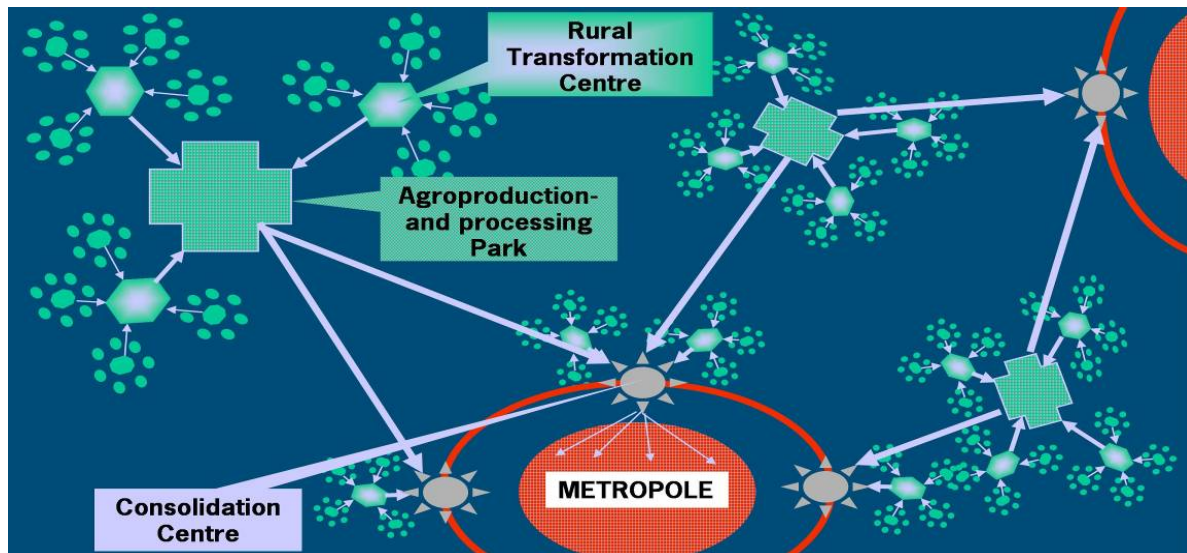 Rural
Transformation
Centre
Agroproduction-
and processing
Park
METROPOLE
Consolidation
Centre